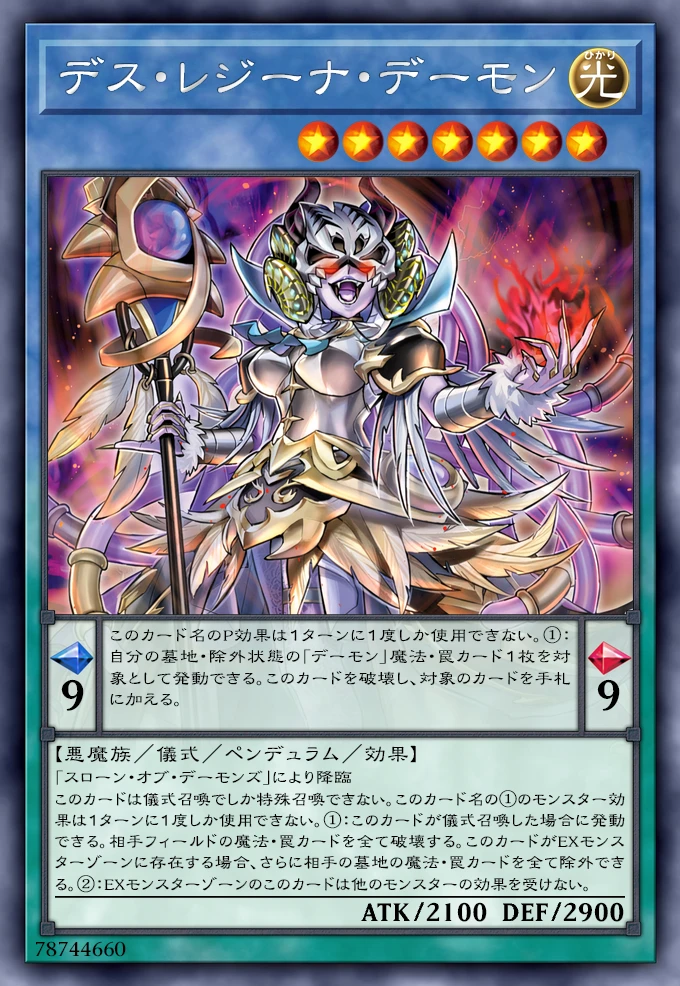 デス・レジーナ・デーモン
ひかり
光
このカード名のP効果は1ターンに1度しか使用できない。①:
自分の墓地・除外状態の「デーモン」魔法・罠カード1枚を対
象として発動できる。このカードを破壊し、対象のカードを手札
に加える。
9
9
【悪魔族/儀式/ペンデュラム/効果】
「スローン・オブ・デーモンズ」により降臨
このカードは儀式召喚でしか特殊召喚できない。このカード名の①のモンスター効
果は1ターンに1度しか使用できない。①:このカードが儀式召喚した場合に発動
できる。相手フィールドの魔法・罠カードを全て破壊する。このカードがEXモンス
ターゾーンに存在する場合、さらに相手の墓地の魔法・罠カードを全て除外でき
る。②:EXモンスターゾーンのこのカードは他のモンスターの効果を受けない。
ATK/2100 DEF/2900
78744660